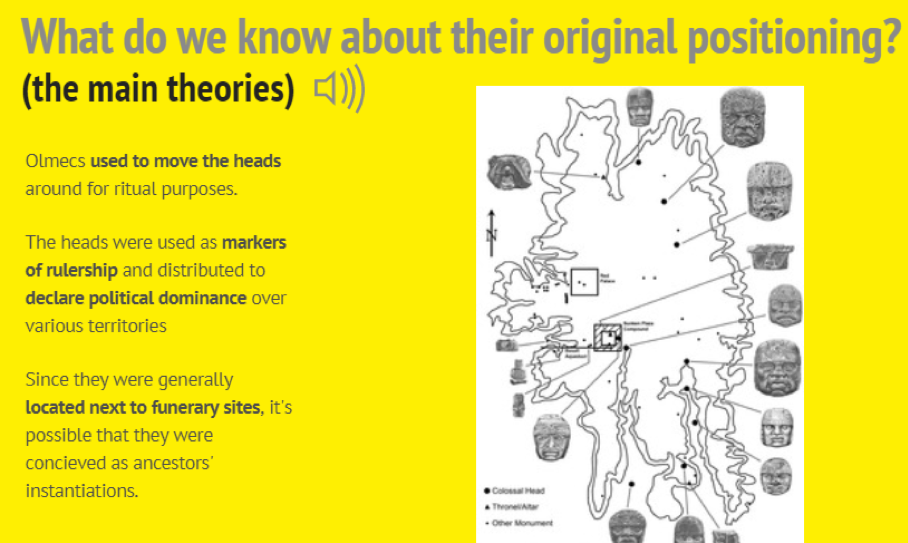 What do we know about their original positioning?
(the main theories)
Olmecs used to move the heads
around for ritual purposes.
The heads were used as markers
of rulership and distributed to
declare political dominance over
various territories
Since they were generally
located next to funerary sites, it's
possible that they were
concieved as ancestors'
instantiations.
N
Red
Palace
Sunken Plaza
Compound
Aqueduct
Colossal Head
Throne/Altar
Other Monument